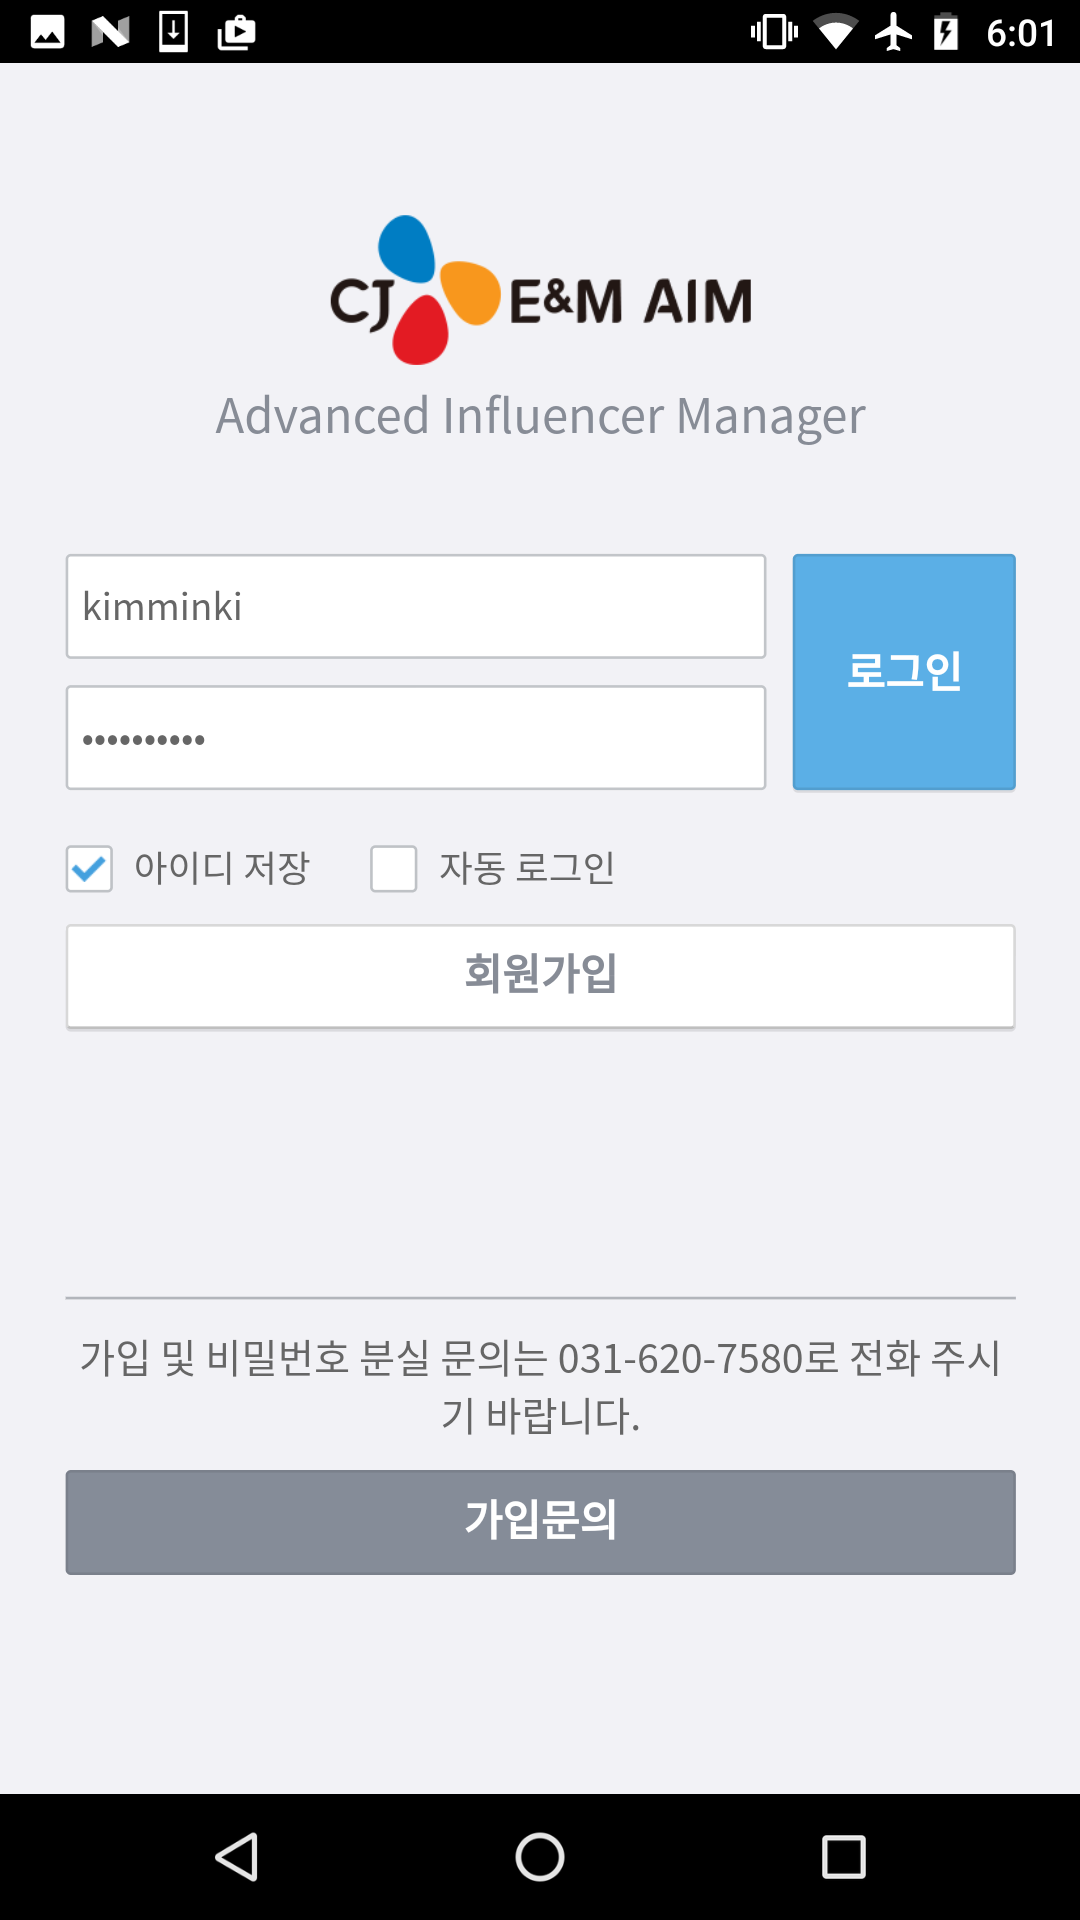 6:01
CJ E&M AIM
Advanced Influencer Manager
kimminki
••••••••••
로그인
아이디 저장 자동 로그인
회원가입
가입 및 비밀번호 분실 문의는 031-620-7580로 전화 주시
기 바랍니다.
가입문의